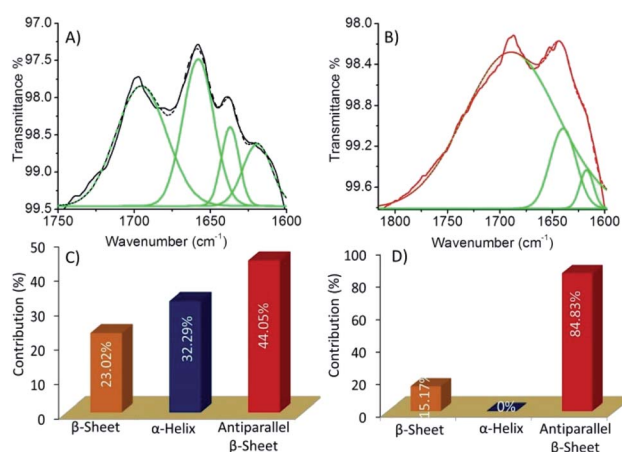 A)
Transmittance %
97.0
97.5
98.0
98.5
99.0
99.5
1750
1700
1650
1600
Wavenumber (cm⁻¹)
B)
Transmittance %
98.0
98.4
98.8
99.2
99.6
1800
1750
1700
1650
1600
Wavenumber (cm⁻¹)
C)
Contribution (%)
50
40
30
20
10
0
23.02%
32.29%
44.05%
β-Sheet
α-Helix
Antiparallel
β-Sheet
D)
Contribution (%)
100
80
60
40
20
0
15.17%
0%
84.83%
β-Sheet
α-Helix
Antiparallel
β-Sheet